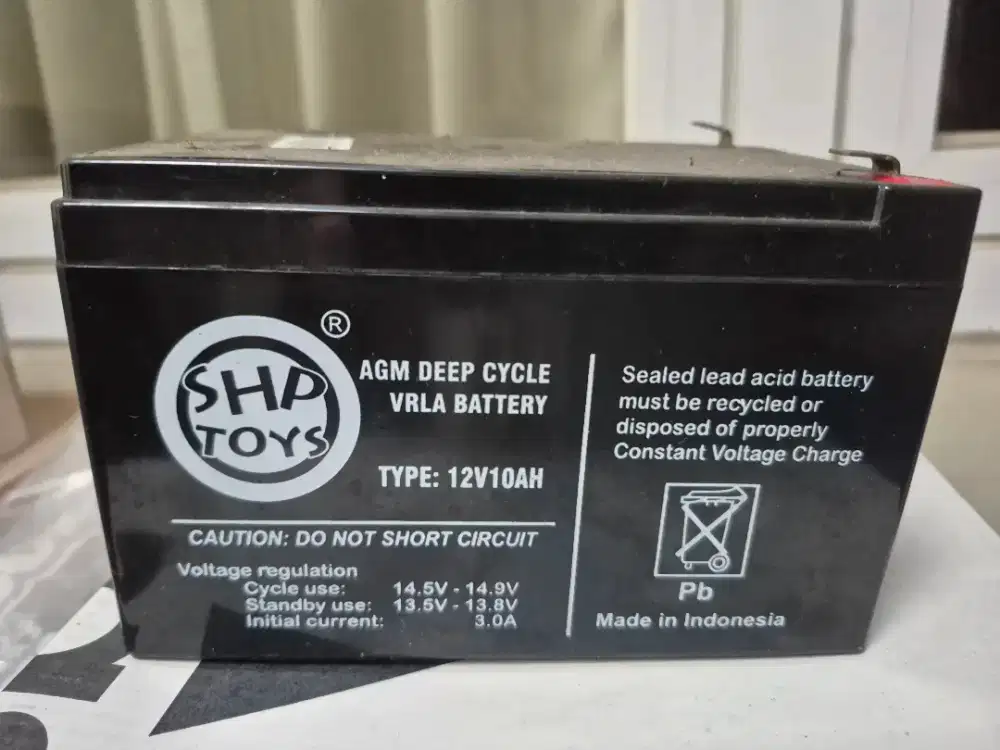 SHP
TOYS
®
AGM DEEP CYCLE
VRLA BATTERY
TYPE: 12V10AH
CAUTION: DO NOT SHORT CIRCUIT
Voltage regulation
Cycle use: 14.5V - 14.9V
Standby use: 13.5V - 13.8V
Initial current: 3.0A
Sealed lead acid battery
must be recycled or
disposed of properly
Constant Voltage Charge
Pb
Made in Indonesia